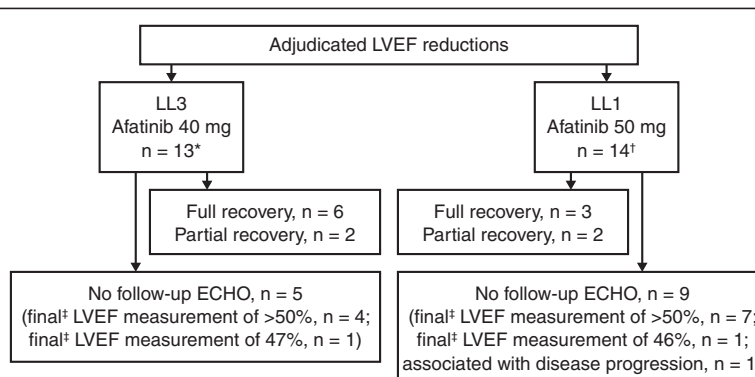 Adjudicated LVEF reductions
LL3
Afatinib 40 mg
n = 13*
LL1
Afatinib 50 mg
n = 14†
Full recovery, n = 6
Partial recovery, n = 2
Full recovery, n = 3
Partial recovery, n = 2
No follow-up ECHO, n = 5
(final‡ LVEF measurement of >50%, n = 4;
final‡ LVEF measurement of 47%, n = 1)
No follow-up ECHO, n = 9
(final‡ LVEF measurement of >50%, n = 7;
final‡ LVEF measurement of 46%, n = 1;
associated with disease progression, n = 1